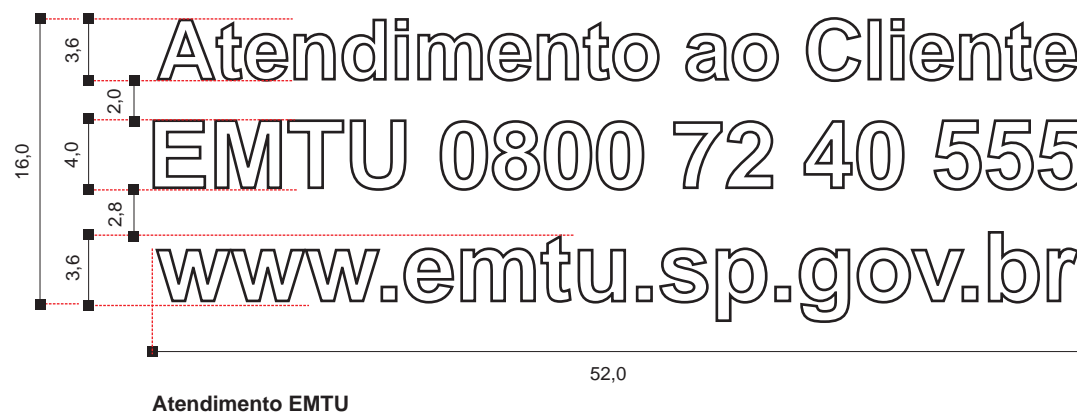 3,6
Atendimento ao Cliente
2,0
16,0
4,0
EMTU 0800 72 40 555
2,8
3,6
www.emtu.sp.gov.br
52,0
Atendimento EMTU